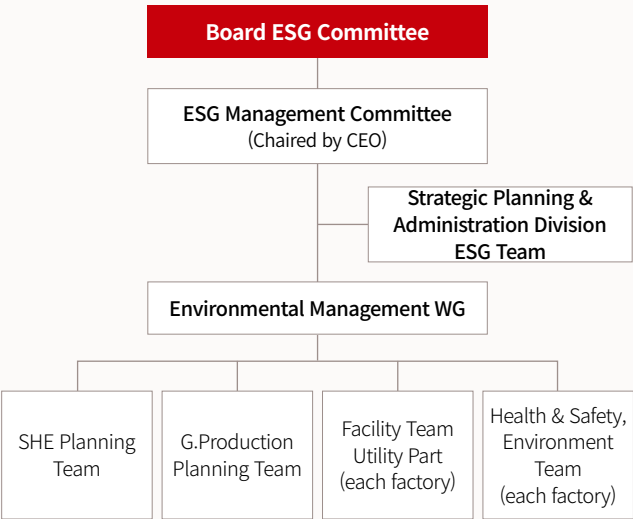 Board ESG Committee
ESG Management Committee
(Chaired by CEO)
Strategic Planning &
Administration Division
ESG Team
Environmental Management WG
SHE Planning
Team
G.Production
Planning Team
Facility Team
Utility Part
(each factory)
Health & Safety,
Environment
Team
(each factory)